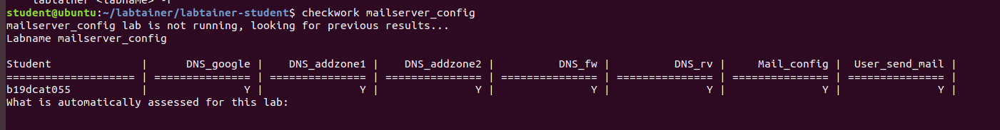 labtainer <labname> -r
student@ubuntu:~/labtainer/labtainer-student$ checkwork mailserver_config
mailserver_config lab is not running, looking for previous results...
Labname mailserver_config
Student | DNS_google | DNS_addzone1 | DNS_addzone2 | DNS_fw | DNS_rv | Mail_config | User_send_mail |
==================== | =============== | =============== | =============== | =============== | =============== | =============== | =============== |
b19dcat055 | Y | Y | Y | Y | Y | Y | Y |
What is automatically assessed for this lab: